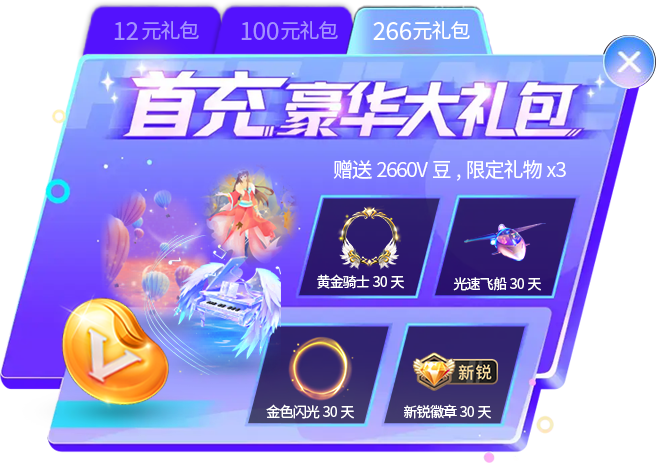 12元礼包
100元礼包
266元礼包
首充豪华大礼包
赠送 2660V 豆 , 限定礼物 x3
黄金骑士 30 天
光速飞船 30 天
V
新锐
金色闪光 30 天
新锐徽章 30 天